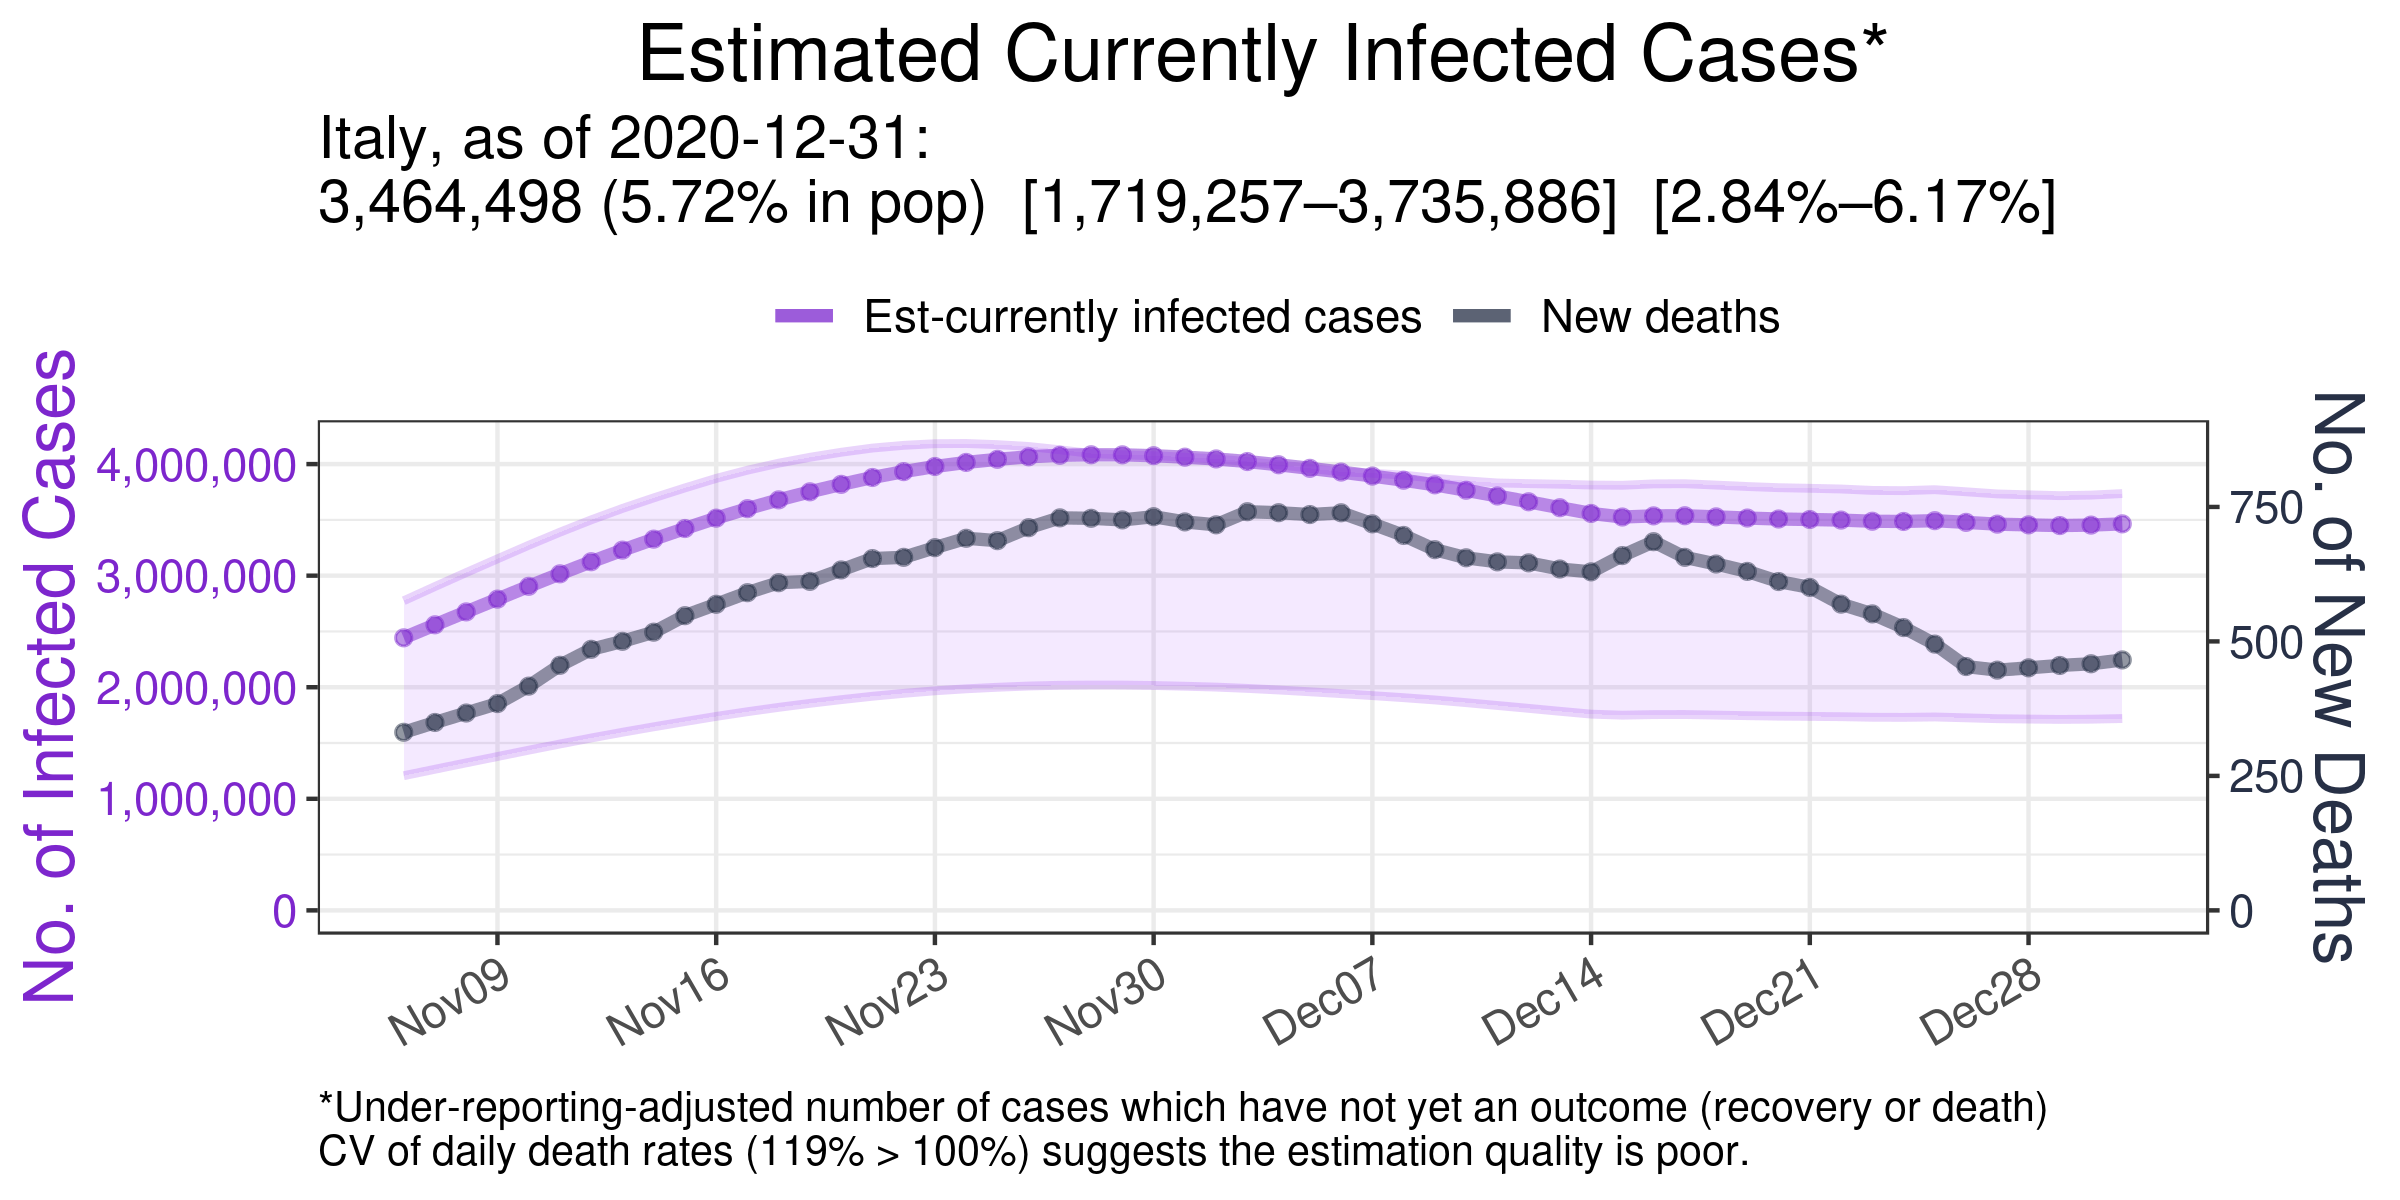 Estimated Currently Infected Cases*
Italy, as of 2020-12-31:
3,464,498 (5.72% in pop)  [1,719,257–3,735,886]  [2.84%–6.17%]
Est-currently infected cases
New deaths
No. of Infected Cases
4,000,000
3,000,000
2,000,000
1,000,000
0
No. of New Deaths
750
500
250
0
Nov09
Nov16
Nov23
Nov30
Dec07
Dec14
Dec21
Dec28
*Under-reporting-adjusted number of cases which have not yet an outcome (recovery or death)
CV of daily death rates (119% > 100%) suggests the estimation quality is poor.